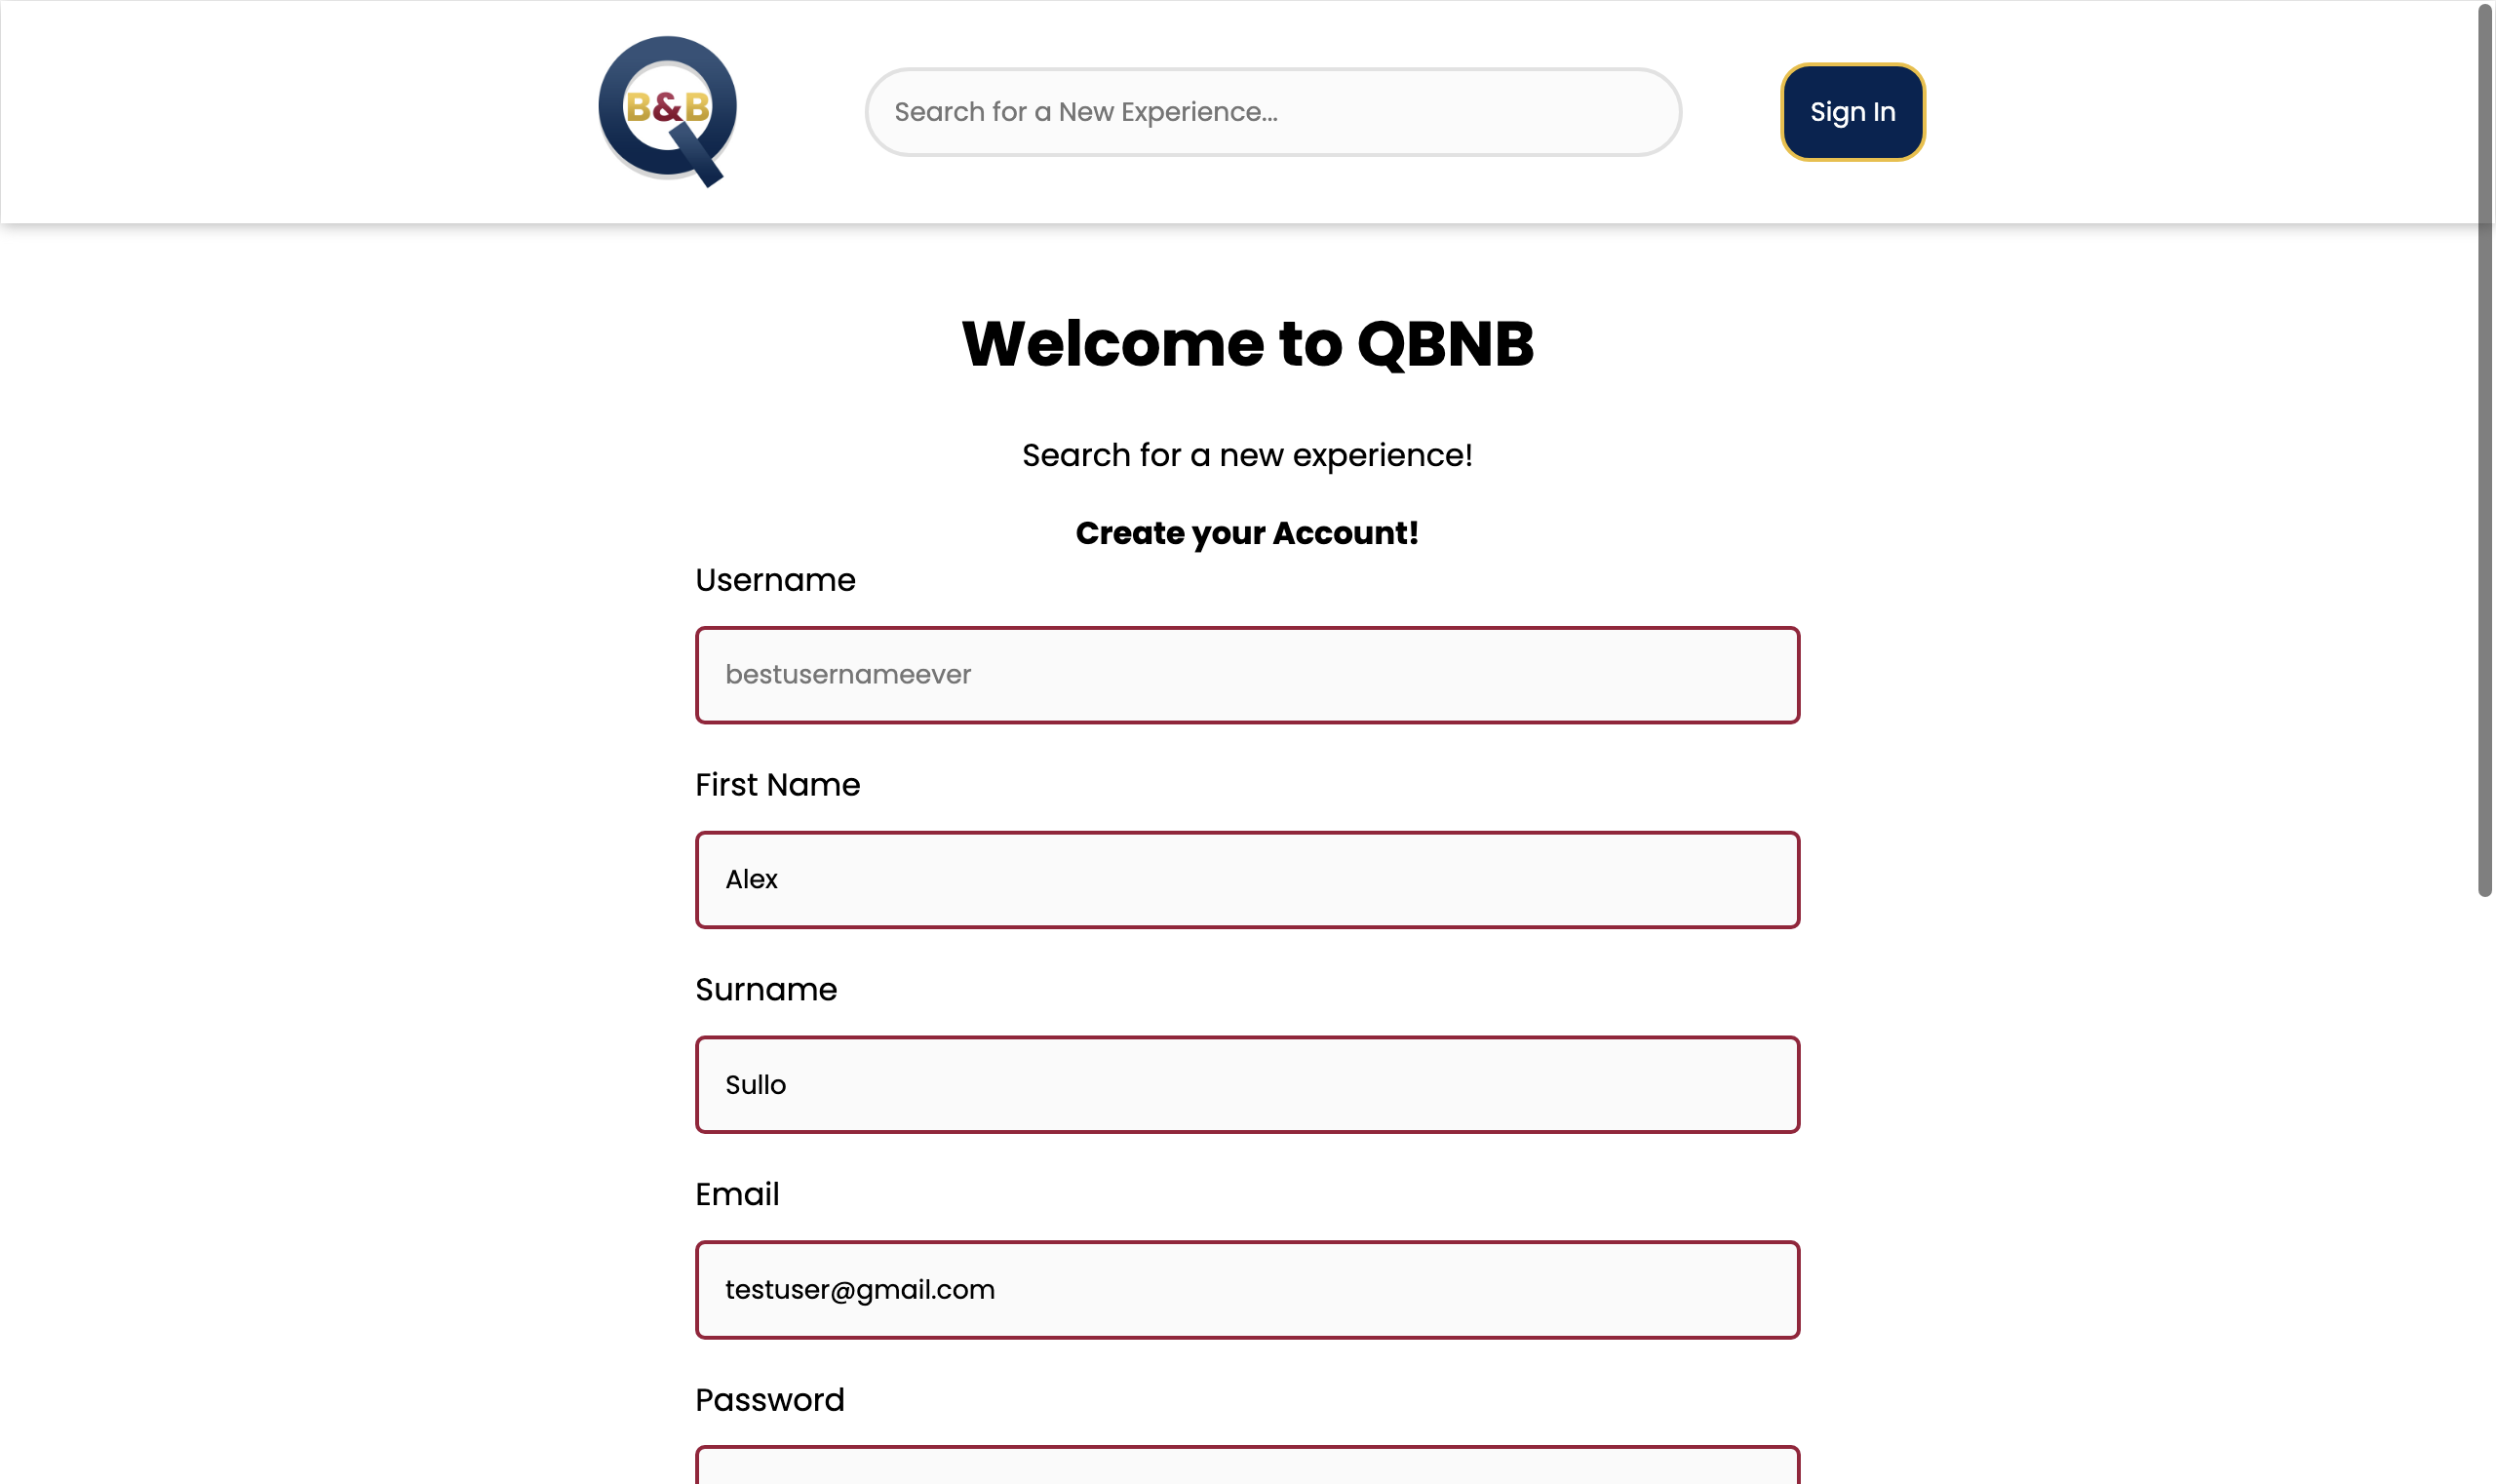 B&B
Search for a New Experience...
Sign In
Welcome to QBNB
Search for a new experience!
Create your Account!
Username
bestusernameever
First Name
Alex
Surname
Sullo
Email
testuser@gmail.com
Password